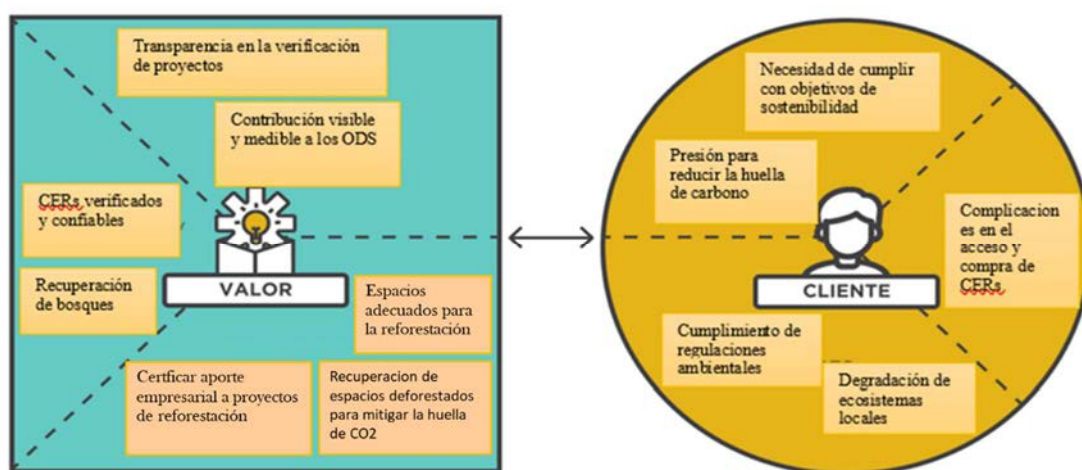 Transparencia en la verificación
de proyectos
Contribución visible
y medible a los ODS
CERs verificados
y confiables
Recuperación
de bosques
VALOR
Espacios
adecuados para
la reforestación
Certficar aporte
empresarial a proyectos
de reforestación
Recuperacion de
espacios deforestados
para mitigar la huella
de CO2
Necesidad de cumplir
con objetivos de
sostenibilidad
Presión para
reducir la huella
de carbono
Complicacion
es en el
acceso y
compra de
CERs
CLIENTE
Cumplimiento de
regulaciones
ambientales
Degradación de
ecosistemas
locales